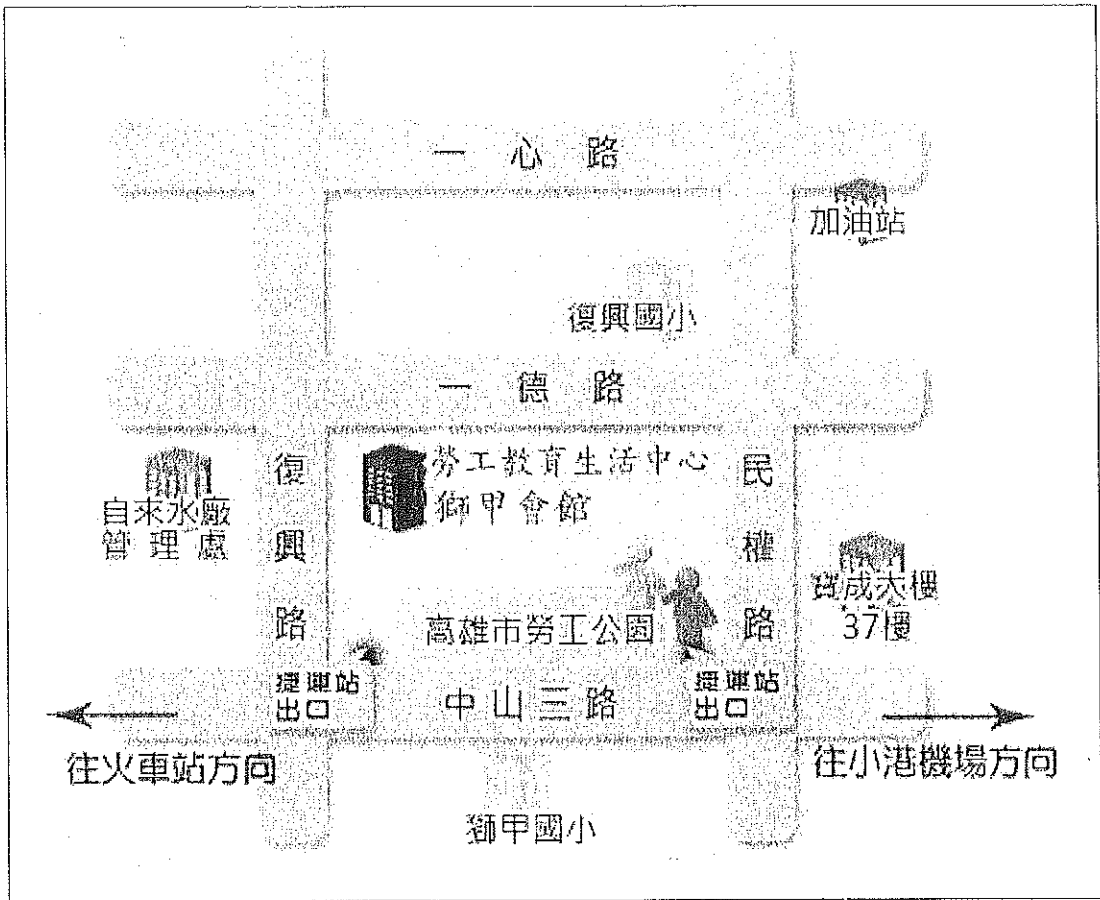 一心路
加油站
復興國小
一德路
勞工教育生活中心
獅甲會館
復興路
民權路
自來水廠
管理處
寶成大樓
37樓
高雄市勞工公園
捷運站
出口
中山三路
捷運站
出口
往火車站方向
往小港機場方向
獅甲國小